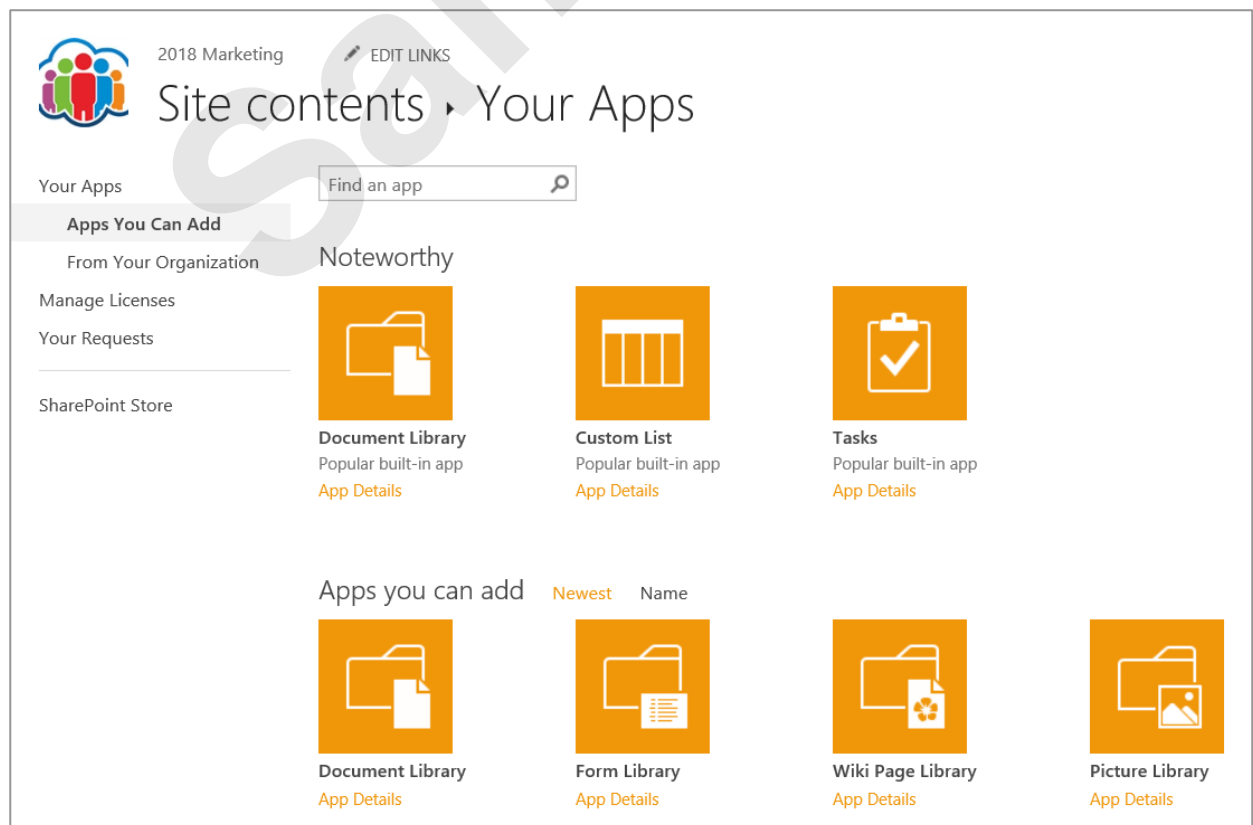 2018 Marketing EDIT LINKS
Site contents ▸ Your Apps
Your Apps
Apps You Can Add
From Your Organization
Manage Licenses
Your Requests
SharePoint Store
Find an app
Noteworthy
Document Library
Popular built-in app
App Details
Custom List
Popular built-in app
App Details
Tasks
Popular built-in app
App Details
Apps you can add Newest Name
Document Library
App Details
Form Library
App Details
Wiki Page Library
App Details
Picture Library
App Details